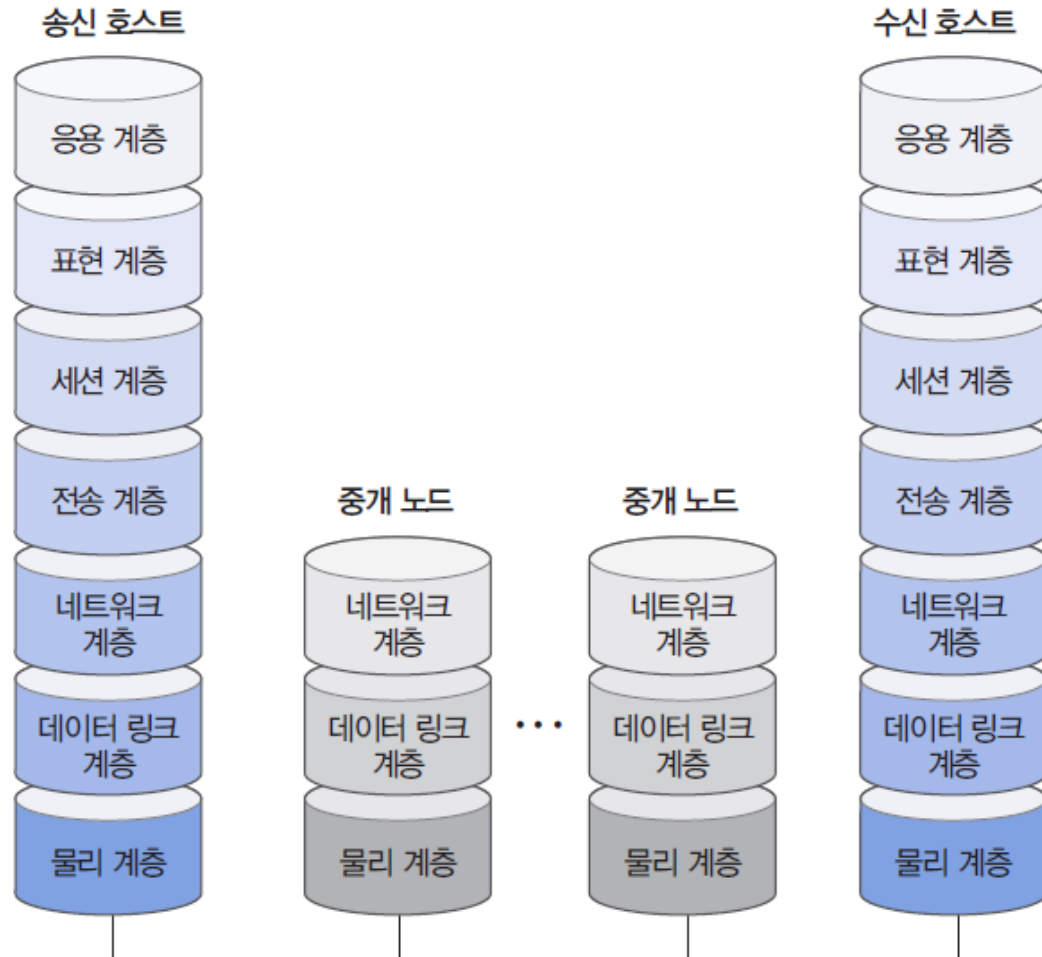 송신 호스트
수신 호스트
응용 계층
응용 계층
표현 계층
표현 계층
세션 계층
세션 계층
전송 계층
중개 노드
중개 노드
전송 계층
네트워크
계층
네트워크
계층
네트워크
계층
네트워크
계층
데이터 링크
계층
데이터 링크
계층
...
데이터 링크
계층
데이터 링크
계층
물리 계층
물리 계층
물리 계층
물리 계층